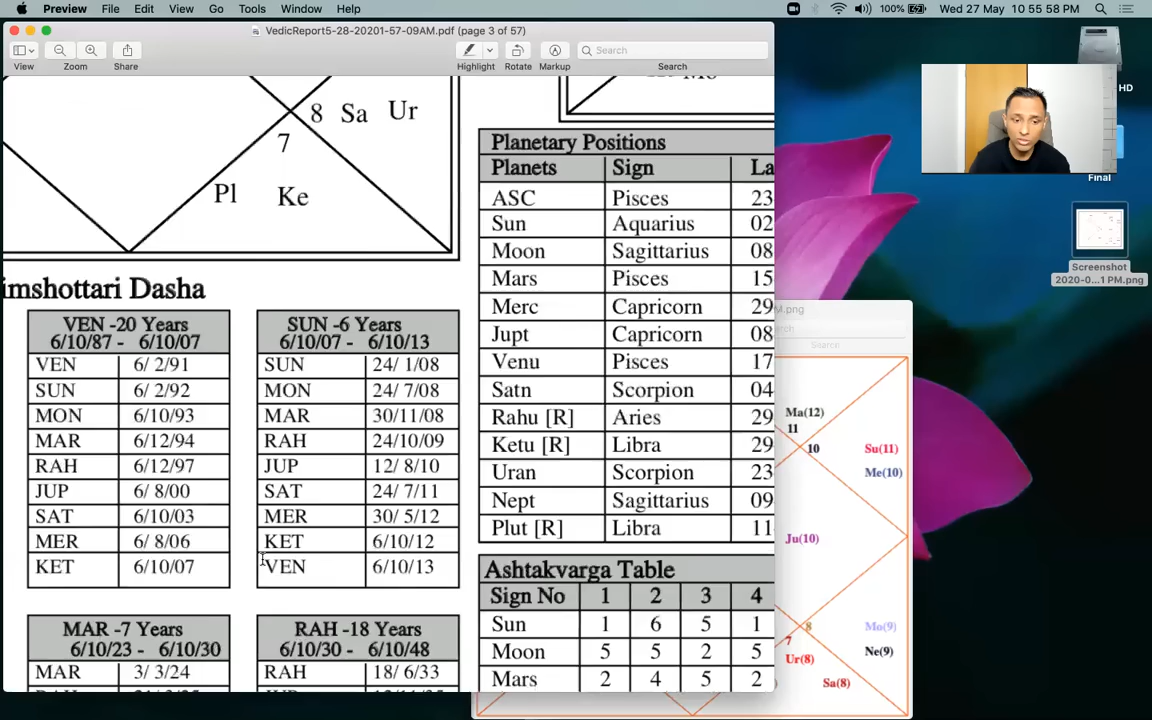 Preview File Edit View Go Tools Window Help 100% Wed 27 May 10 55 58 PM
VedicReport5-28-20201-57-09AM.pdf (page 3 of 57)
Search
View Zoom Share Highlight Rotate Markup Search
8 Sa Ur
7
Pl Ke
imshottari Dasha
VEN -20 Years
6/10/87 - 6/10/07
VEN 6/ 2/91
SUN 6/ 2/92
MON 6/10/93
MAR 6/12/94
RAH 6/12/97
JUP 6/ 8/00
SAT 6/10/03
MER 6/ 8/06
KET 6/10/07
SUN -6 Years
6/10/07 - 6/10/13
SUN 24/ 1/08
MON 24/ 7/08
MAR 30/11/08
RAH 24/10/09
JUP 12/ 8/10
SAT 24/ 7/11
MER 30/ 5/12
KET 6/10/12
VEN 6/10/13
MAR -7 Years
6/10/23 - 6/10/30
MAR 3/ 3/24
RAH -18 Years
6/10/30 - 6/10/48
RAH 18/ 6/33
Planetary Positions
Planets Sign La
ASC Pisces 23
Sun Aquarius 02
Moon Sagittarius 08
Mars Pisces 15
Merc Capricorn 29
Jupt Capricorn 08
Venu Pisces 17
Satn Scorpion 04
Rahu [R] Aries 29
Ketu [R] Libra 29
Uran Scorpion 23
Nept Sagittarius 09
Plut [R] Libra 11
Ashtakvarga Table
Sign No 1 2 3 4
Sun 1 6 5 1
Moon 5 5 2 5
Mars 2 4 5 2
HD
Final
Screenshot
2020-0...1 PM.png
M.png
Search
Ma(12)
11
10 Su(11)
Me(10)
Ju(10)
8 Mo(9)
7 Ne(9)
Ur(8)
Sa(8)